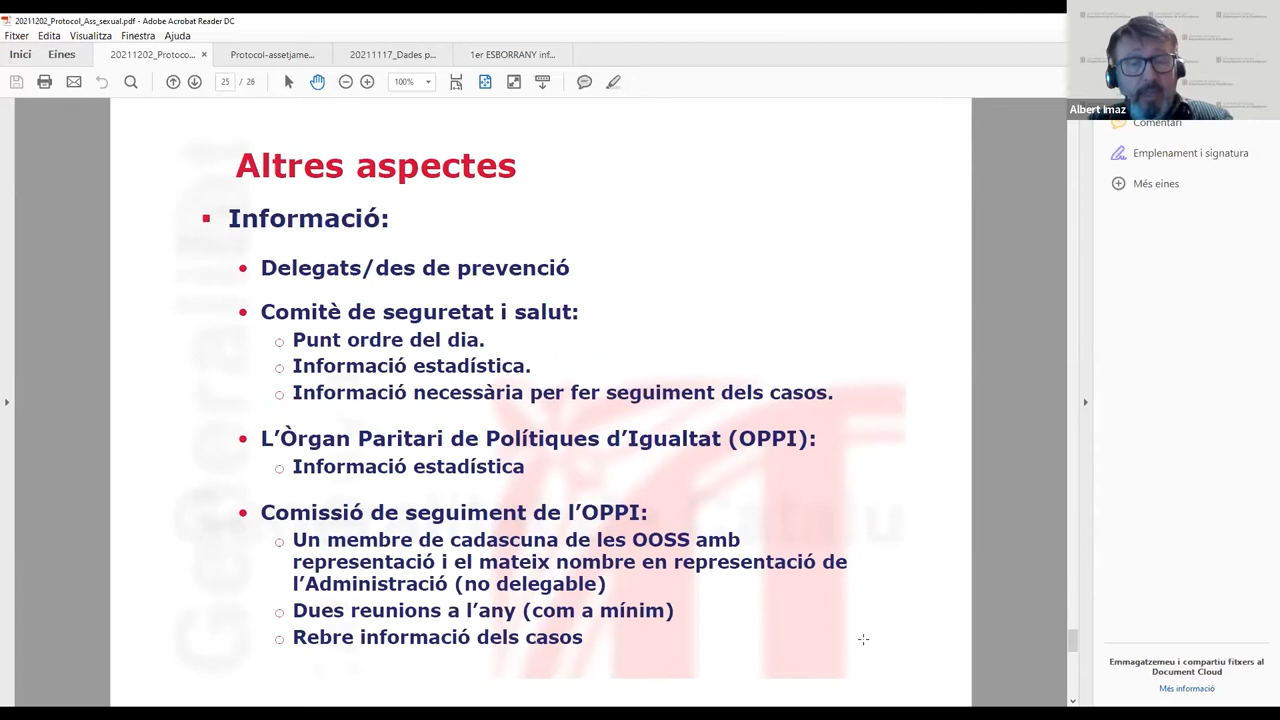 20211202_Protocol_Ass_sexual.pdf - Adobe Acrobat Reader DC
Fitxer Edita Visualitza Finestra Ajuda
Inici Eines 20211202_Protoco... × Protocol-assetjame... 20211117_Dades p... 1er ESBORRANY inf...
25 / 26 100%
Albert Imaz
Comentari
Emplenament i signatura
Més eines
Altres aspectes
Informació:
Delegats/des de prevenció
Comitè de seguretat i salut:
Punt ordre del dia.
Informació estadística.
Informació necessària per fer seguiment dels casos.
L’Òrgan Paritari de Polítiques d’Igualtat (OPPI):
Informació estadística
Comissió de seguiment de l’OPPI:
Un membre de cadascuna de les OOSS amb
representació i el mateix nombre en representació de
l’Administració (no delegable)
Dues reunions a l’any (com a mínim)
Rebre informació dels casos
Emmagatzemeu i compartiu fitxers al
Document Cloud
Més informació